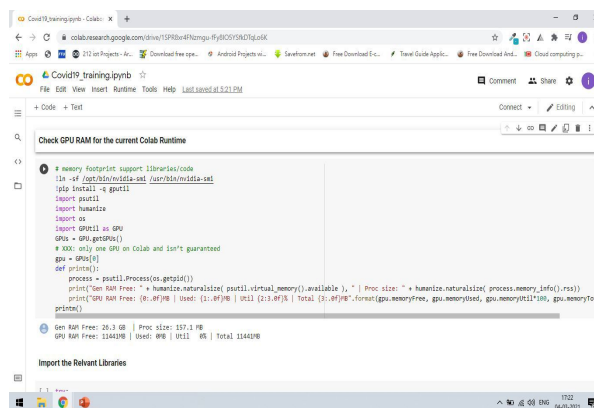 Covid19_training.ipynb - Colabo
colab.research.google.com/drive/1SPRBxr4FNzmgu-fFy8IO5YSfkDTqLo6K
Apps
212 iot Projects - Ar...
Download free ope...
Android Projects wi...
Savefrom.net
Free Download E-c...
Travel Guide Applic...
Free Download And...
Cloud computing p...
Covid19_training.ipynb
Comment
Share
File Edit View Insert Runtime Tools Help Last saved at 5:21 PM
+ Code + Text
Connect
Editing
Check GPU RAM for the current Colab Runtime
# memory footprint support libraries/code
!ln -sf /opt/bin/nvidia-smi /usr/bin/nvidia-smi
!pip install -q gputil
import psutil
import humanize
import os
import GPUtil as GPU
GPUs = GPU.getGPUs()
# XXX: only one GPU on Colab and isn't guaranteed
gpu = GPUs[0]
def printm():
process = psutil.Process(os.getpid())
print("Gen RAM Free: " + humanize.naturalsize( psutil.virtual_memory().available ), " | Proc size: " + humanize.naturalsize( process.memory_info().rss))
print("GPU RAM Free: {0:.0f}MB | Used: {1:.0f}MB | Util {2:3.0f}% | Total {3:.0f}MB".format(gpu.memoryFree, gpu.memoryUsed, gpu.memoryUtil*100, gpu.memoryTo
printm()
Gen RAM Free: 26.3 GB | Proc size: 157.1 MB
GPU RAM Free: 11441MB | Used: 0MB | Util 0% | Total 11441MB
Import the Relvant Libraries
ENG
17:22
04-01-2021